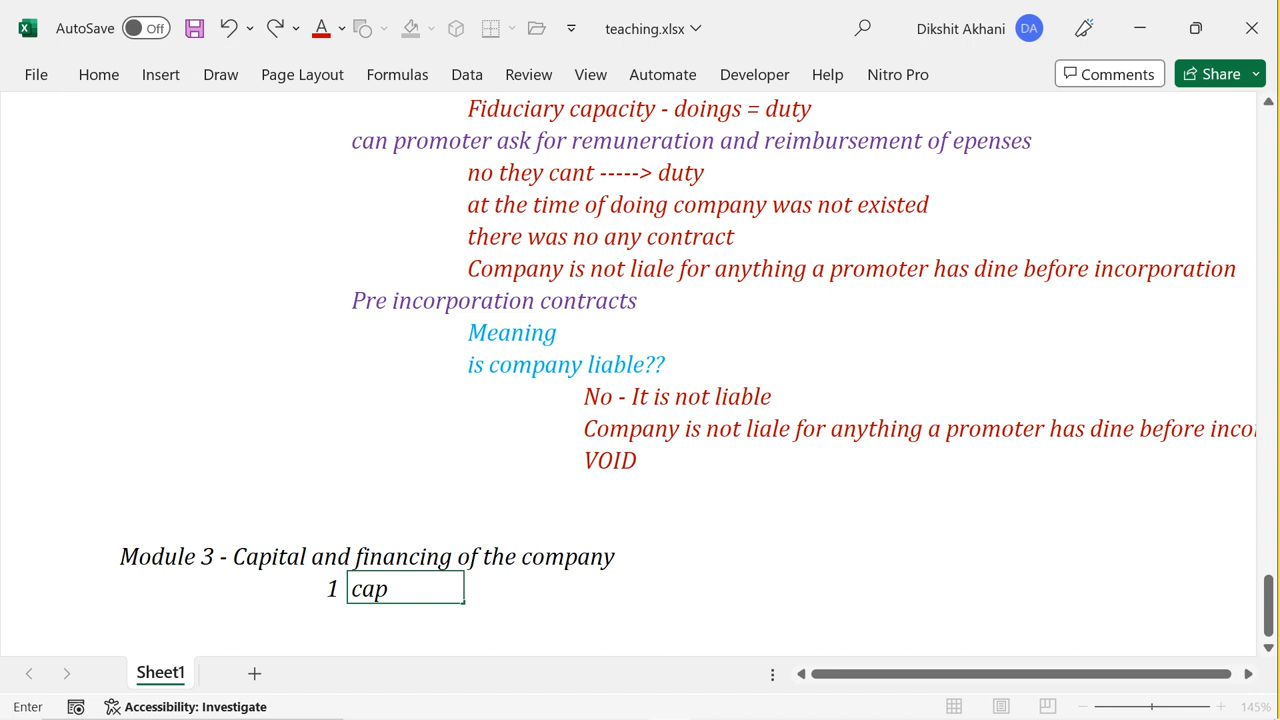 AutoSave Off teaching.xlsx Dikshit Akhani DA
File Home Insert Draw Page Layout Formulas Data Review View Automate Developer Help Nitro Pro Comments Share
Fiduciary capacity - doings = duty
can promoter ask for remuneration and reimbursement of epenses
no they cant -----> duty
at the time of doing company was not existed
there was no any contract
Company is not liale for anything a promoter has dine before incorporation
Pre incorporation contracts
Meaning
is company liable??
No - It is not liable
Company is not liale for anything a promoter has dine before inco
VOID
Module 3 - Capital and financing of the company
1 cap
Sheet1
Enter Accessibility: Investigate 145%